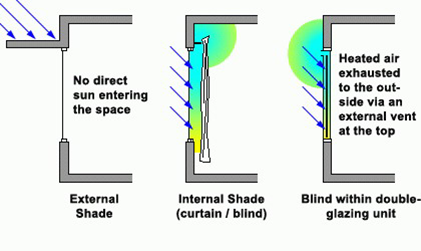 No direct
sun entering
the space
Heated air
exhausted
to the out-
side via an
external vent
at the top
External
Shade
Internal Shade
(curtain / blind)
Blind within double-
glazing unit